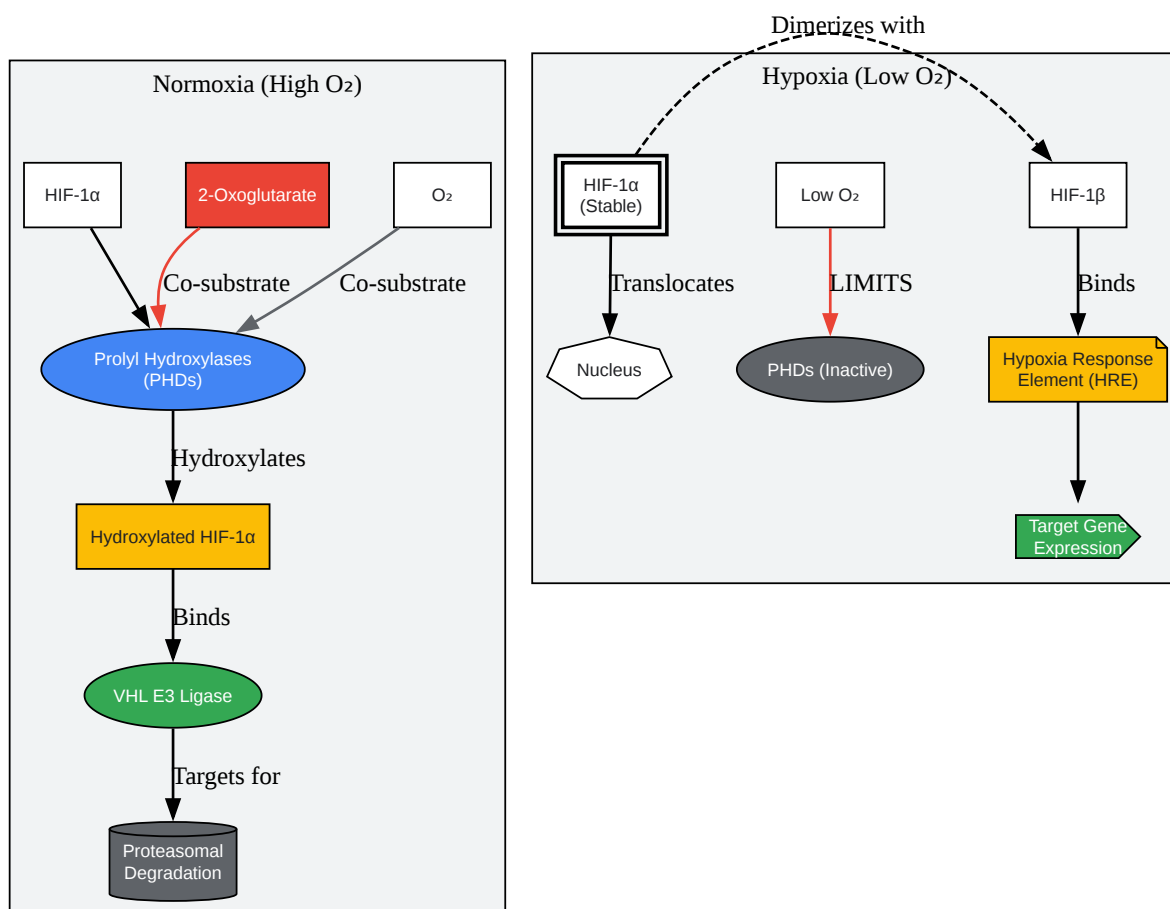 Normoxia (High O₂)
HIF-1α
2-Oxoglutarate
O₂
Co-substrate
Co-substrate
Prolyl Hydroxylases
(PHDs)
Hydroxylates
Hydroxylated HIF-1α
Binds
VHL E3 Ligase
Targets for
Proteasomal
Degradation
Dimerizes with
Hypoxia (Low O₂)
HIF-1α
(Stable)
Low O₂
HIF-1β
Translocates
LIMITS
Binds
Nucleus
PHDs (Inactive)
Hypoxia Response
Element (HRE)
Target Gene
Expression